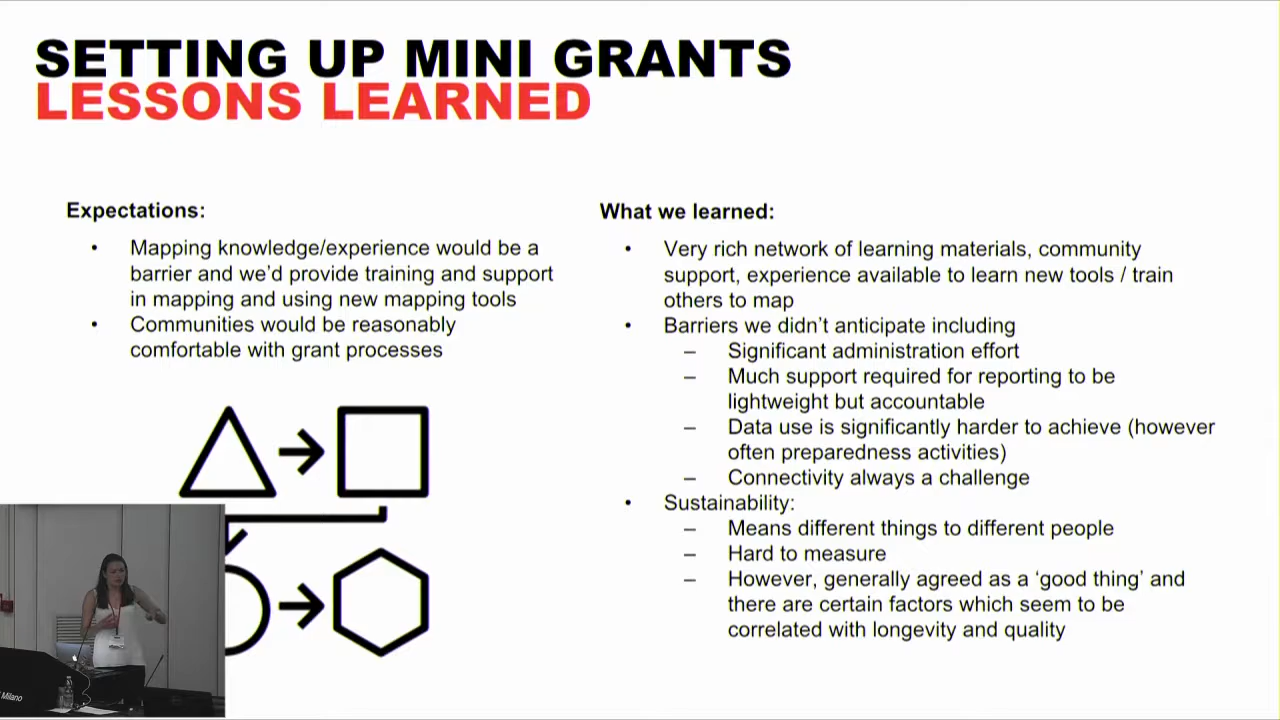 SETTING UP MINI GRANTS
LESSONS LEARNED
Expectations:
• Mapping knowledge/experience would be a
barrier and we’d provide training and support
in mapping and using new mapping tools
• Communities would be reasonably
comfortable with grant processes
What we learned:
• Very rich network of learning materials, community
support, experience available to learn new tools / train
others to map
• Barriers we didn’t anticipate including
– Significant administration effort
– Much support required for reporting to be
lightweight but accountable
– Data use is significantly harder to achieve (however
often preparedness activities)
– Connectivity always a challenge
• Sustainability:
– Means different things to different people
– Hard to measure
– However, generally agreed as a ‘good thing’ and
there are certain factors which seem to be
correlated with longevity and quality
Milano